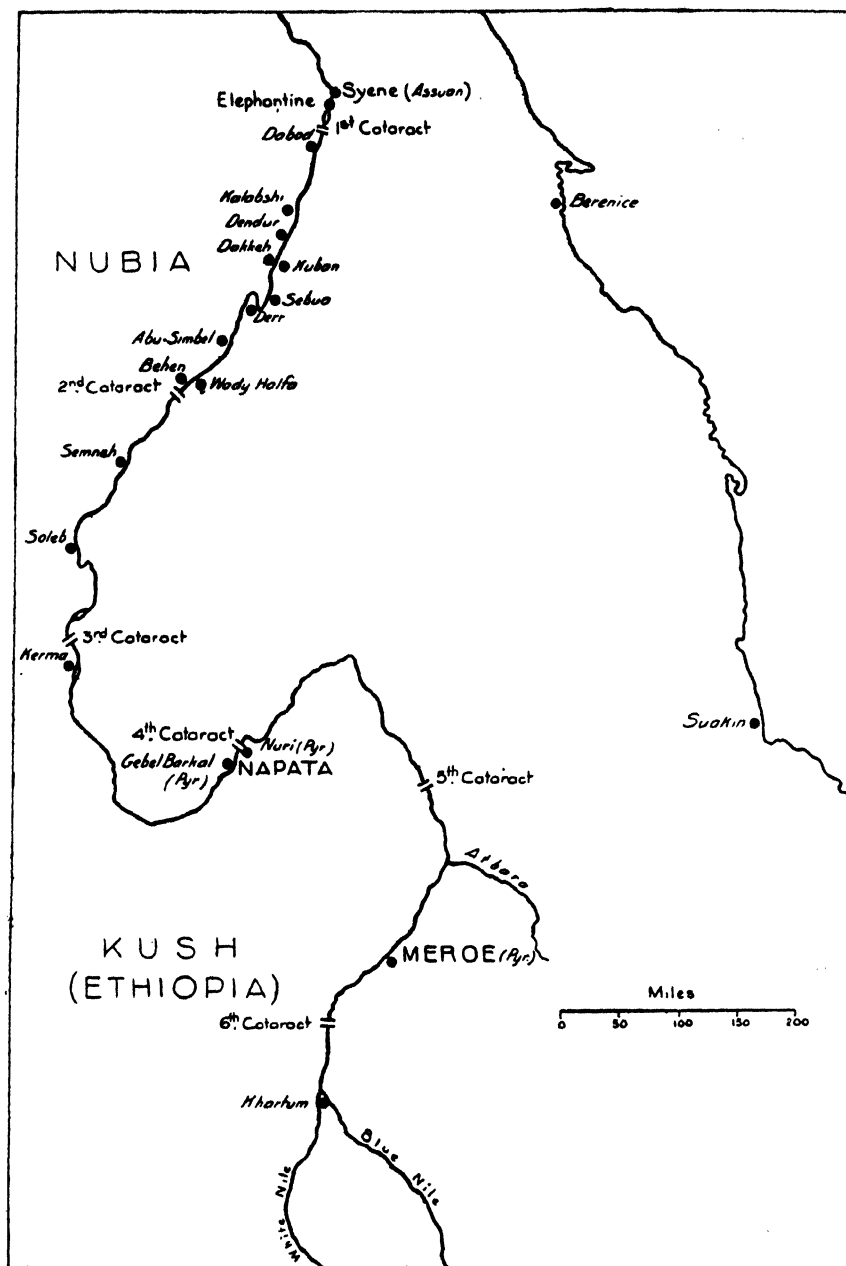 Syene (Assuan)
Elephantine
1st Cataract
Dabod
Kalabshi
Dendur
Dakkeh
Kuban
Berenice
NUBIA
Sebua
Derr
Abu-Simbel
Behen
Wady Halfa
2nd Cataract
Semneh
Soleb
3rd Cataract
Kerma
4th Cataract
Nuri (Pyr.)
Gebel Barkal
(Pyr.)
NAPATA
Suakin
5th Cataract
Atbara
KUSH
(ETHIOPIA)
MEROE (Pyr.)
Miles
0 50 100 150 200
6th Cataract
Khartum
Blue Nile
White Nile